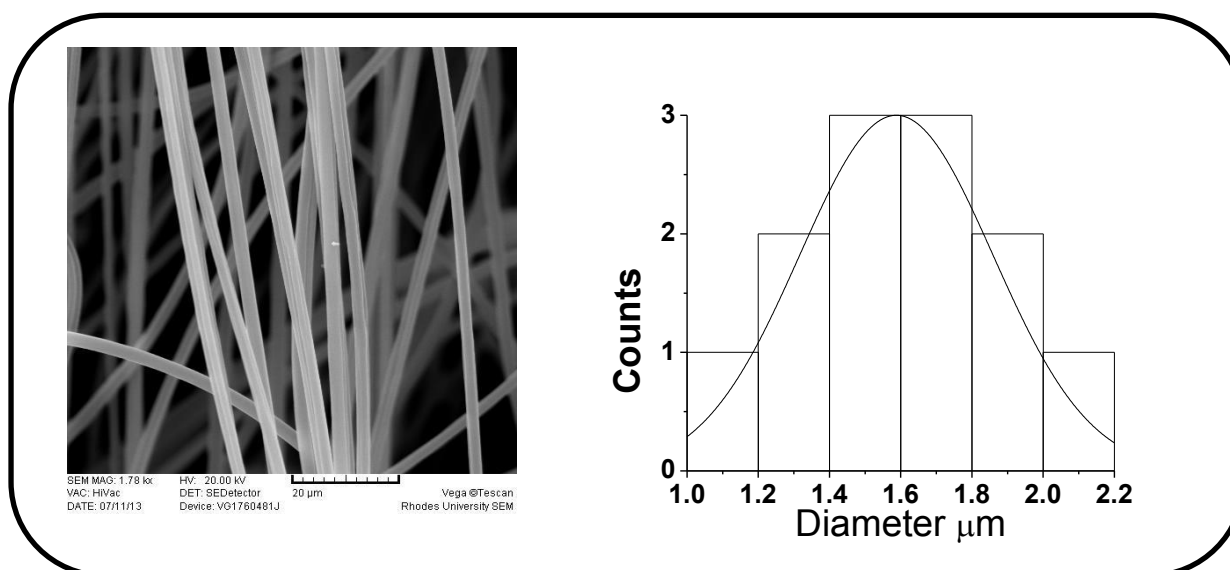 SEM MAG: 1.78 kx HV: 20.00 kV
VAC: HiVac DET: SEDetector 20 µm Vega ©Tescan
DATE: 07/11/13 Device: VG1760481J Rhodes University SEM
3
2
1
0
Counts
1.0 1.2 1.4 1.6 1.8 2.0 2.2
Diameter µm